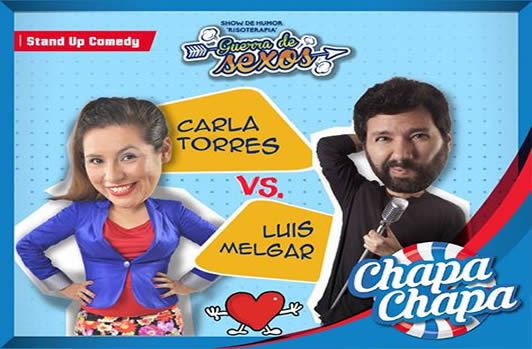 Stand Up Comedy
SHOW DE HUMOR
"RISOTERAPIA"
Guerra de
sexos
CARLA
TORRES
VS.
LUIS
MELGAR
Chapa
Chapa